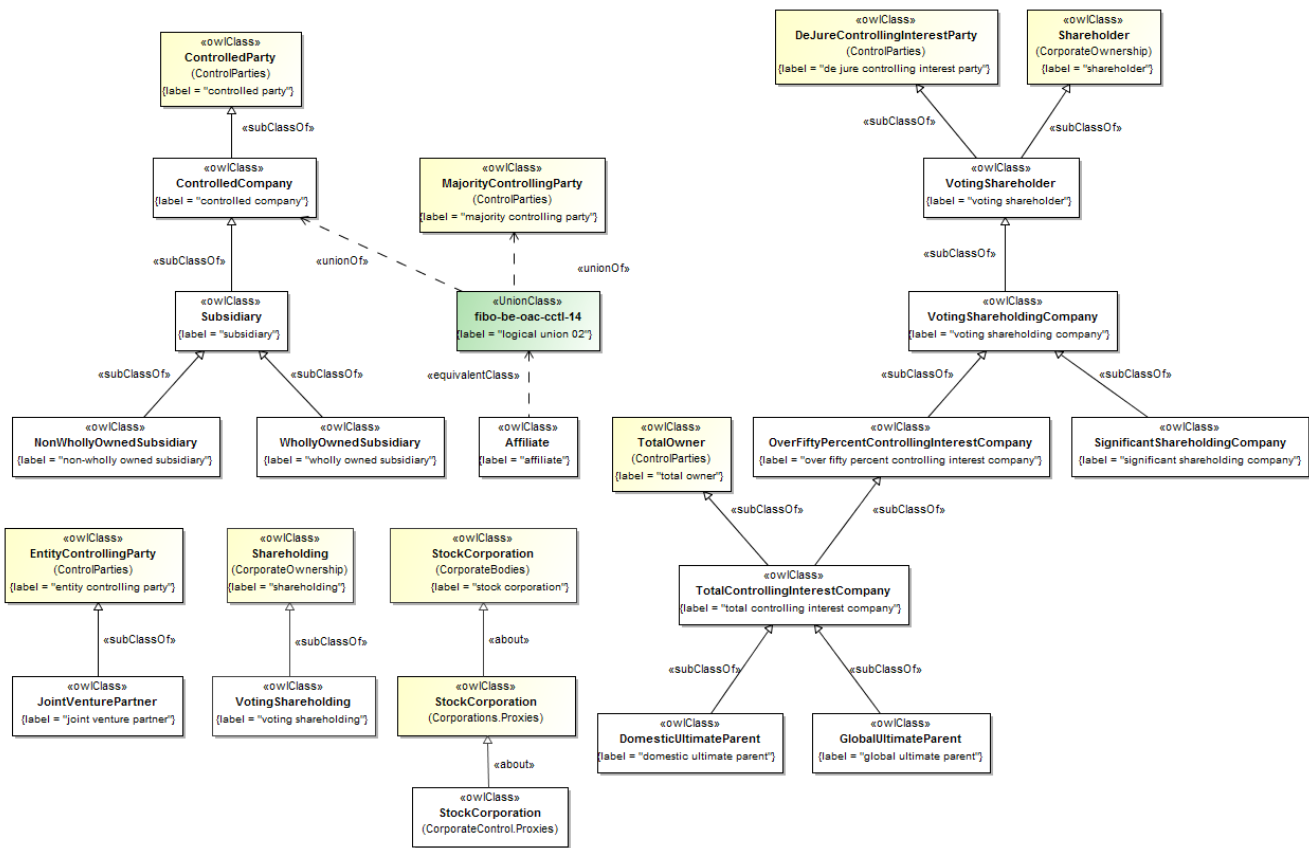 «owlClass»
ControlledParty
(ControlParties)
{label = "controlled party"}
«subClassOf»
«owlClass»
ControlledCompany
{label = "controlled company"}
«owlClass»
MajorityControllingParty
(ControlParties)
{label = "majority controlling party"}
«subClassOf»
«unionOf»
«unionOf»
«owlClass»
Subsidiary
{label = "subsidiary"}
«UnionClass»
fibo-be-oac-cctl-14
{label = "logical union 02"}
«subClassOf»
«subClassOf»
«equivalentClass»
«owlClass»
NonWhollyOwnedSubsidiary
{label = "non-wholly owned subsidiary"}
«owlClass»
WhollyOwnedSubsidiary
{label = "wholly owned subsidiary"}
«owlClass»
Affiliate
{label = "affiliate"}
«owlClass»
DeJureControllingInterestParty
(ControlParties)
{label = "de jure controlling interest party"}
«owlClass»
Shareholder
(CorporateOwnership)
{label = "shareholder"}
«subClassOf»
«subClassOf»
«owlClass»
VotingShareholder
{label = "voting shareholder"}
«subClassOf»
«owlClass»
VotingShareholdingCompany
{label = "voting shareholding company"}
«subClassOf»
«subClassOf»
«owlClass»
TotalOwner
(ControlParties)
{label = "total owner"}
«owlClass»
OverFiftyPercentControllingInterestCompany
{label = "over fifty percent controlling interest company"}
«owlClass»
SignificantShareholdingCompany
{label = "significant shareholding company"}
«subClassOf»
«subClassOf»
«owlClass»
TotalControllingInterestCompany
{label = "total controlling interest company"}
«subClassOf»
«subClassOf»
«owlClass»
DomesticUltimateParent
{label = "domestic ultimate parent"}
«owlClass»
GlobalUltimateParent
{label = "global ultimate parent"}
«owlClass»
EntityControllingParty
(ControlParties)
{label = "entity controlling party"}
«subClassOf»
«owlClass»
JointVenturePartner
{label = "joint venture partner"}
«owlClass»
Shareholding
(CorporateOwnership)
{label = "shareholding"}
«subClassOf»
«owlClass»
VotingShareholding
{label = "voting shareholding"}
«owlClass»
StockCorporation
(CorporateBodies)
{label = "stock corporation"}
«about»
«owlClass»
StockCorporation
(Corporations.Proxies)
«about»
«owlClass»
StockCorporation
(CorporateControl.Proxies)